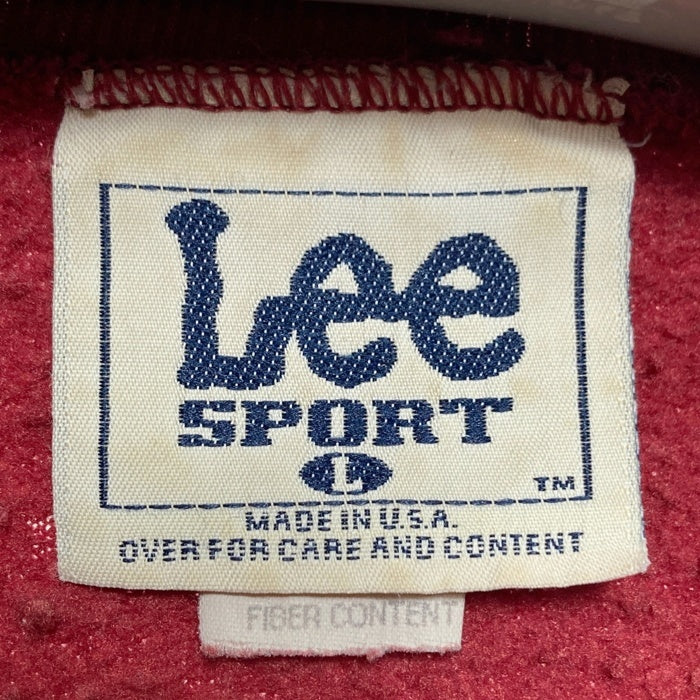 Lee
SPORT
L
TM
MADE IN U.S.A.
OVER FOR CARE AND CONTENT
FIBER CONTENT